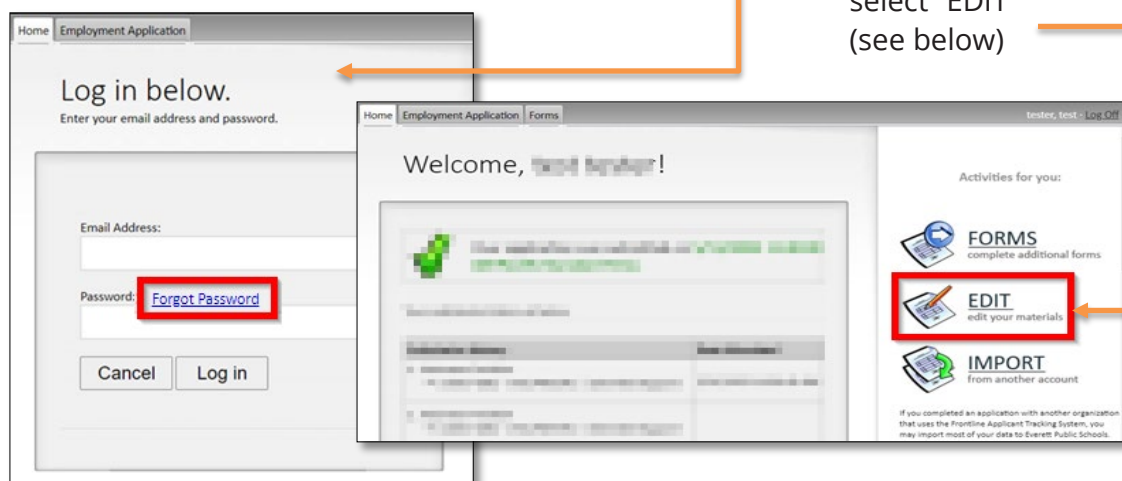 select "EDIT"
(see below)
Home Employment Application
Log in below.
Enter your email address and password.
Email Address:
Password: Forgot Password
Cancel Log in
Home Employment Application Forms
tester, test - Log Off
Welcome, !
Activities for you:
FORMS
complete additional forms
EDIT
edit your materials
IMPORT
from another account
If you completed an application with another organization
that uses the Frontline Applicant Tracking System, you
may import most of your data to Everett Public Schools.